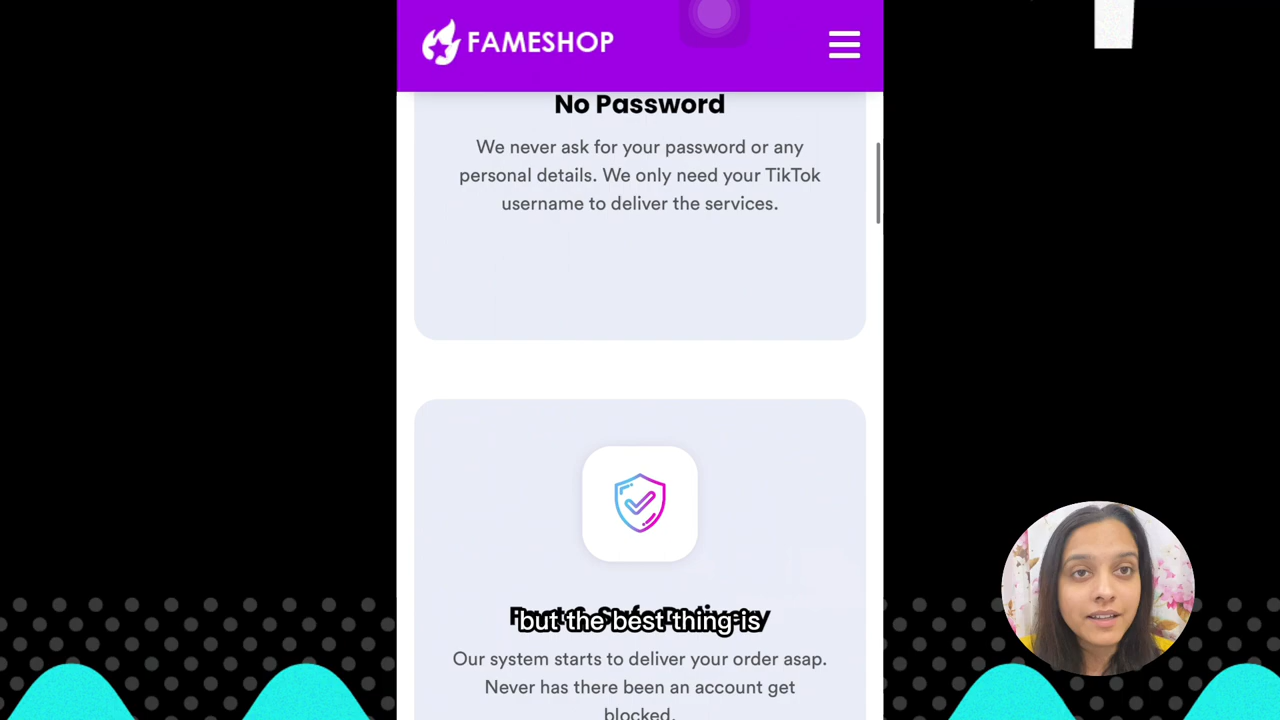 FAMESHOP
No Password
We never ask for your password or any
personal details. We only need your TikTok
username to deliver the services.
but the best thing is
Our system starts to deliver your order asap.
Never has there been an account get
blocked.